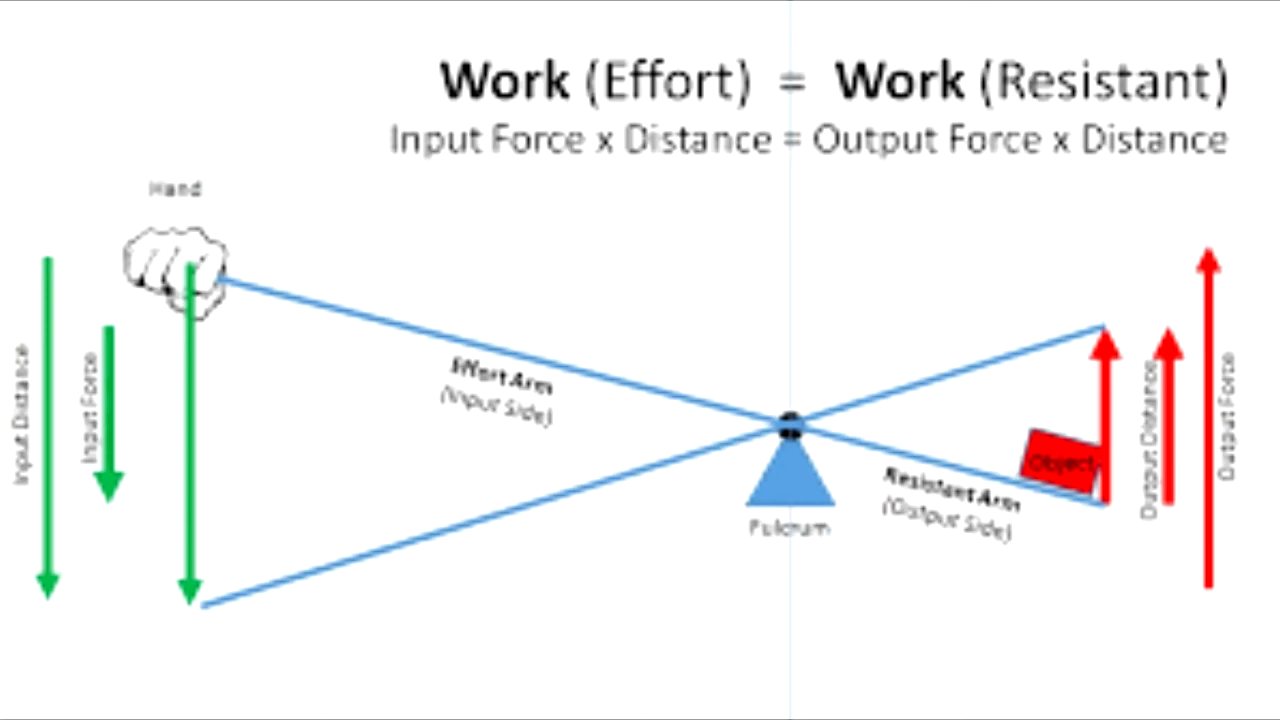 Work (Effort) = Work (Resistant)
Input Force x Distance = Output Force x Distance
Hand
Input Distance
Input Force
Effort Arm
(Input Side)
Fulcrum
Resistant Arm
(Output Side)
Object
Output Distance
Output Force